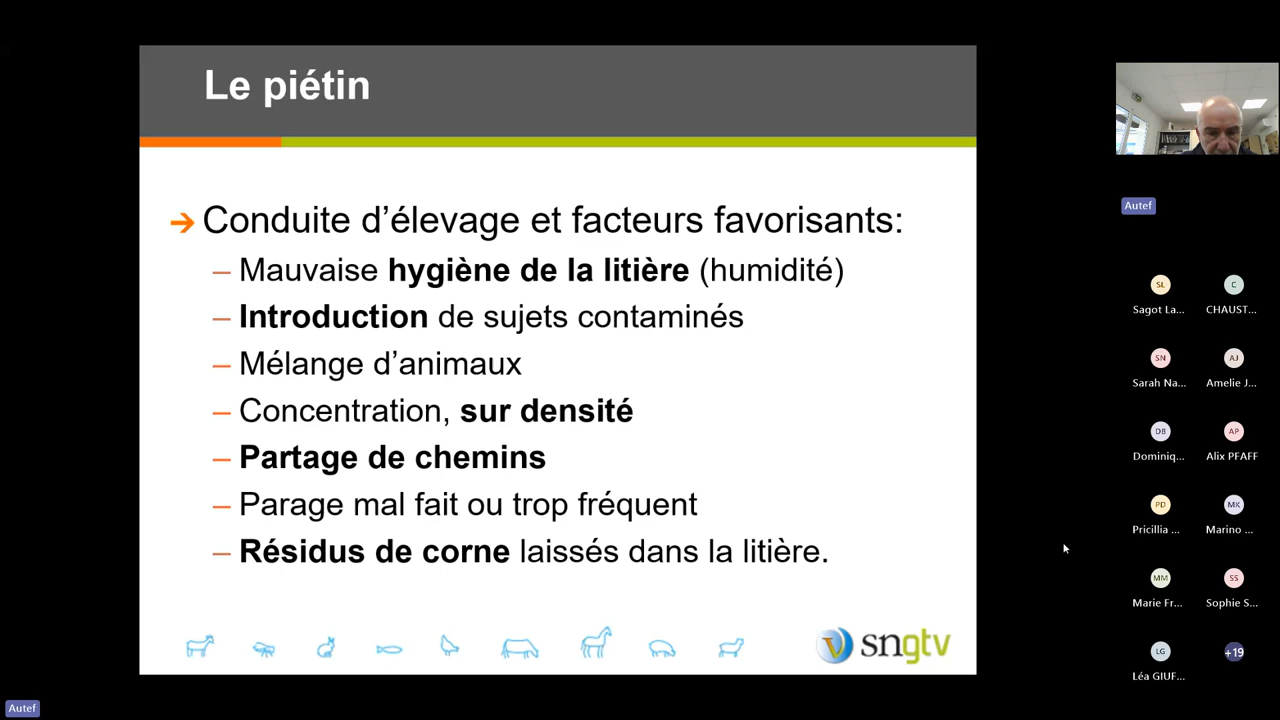 Le piétin
Conduite d’élevage et facteurs favorisants:
– Mauvaise hygiène de la litière (humidité)
– Introduction de sujets contaminés
– Mélange d’animaux
– Concentration, sur densité
– Partage de chemins
– Parage mal fait ou trop fréquent
– Résidus de corne laissés dans la litière.
sngtv
Autef
SL
C
Sagot La...
CHAUST...
SN
AJ
Sarah Na...
Amelie J...
DB
AP
Dominiq...
Alix PFAFF
PD
MK
Pricillia ...
Marino ...
MM
SS
Marie Fr...
Sophie S...
LG
+19
Léa GIUF...
Autef